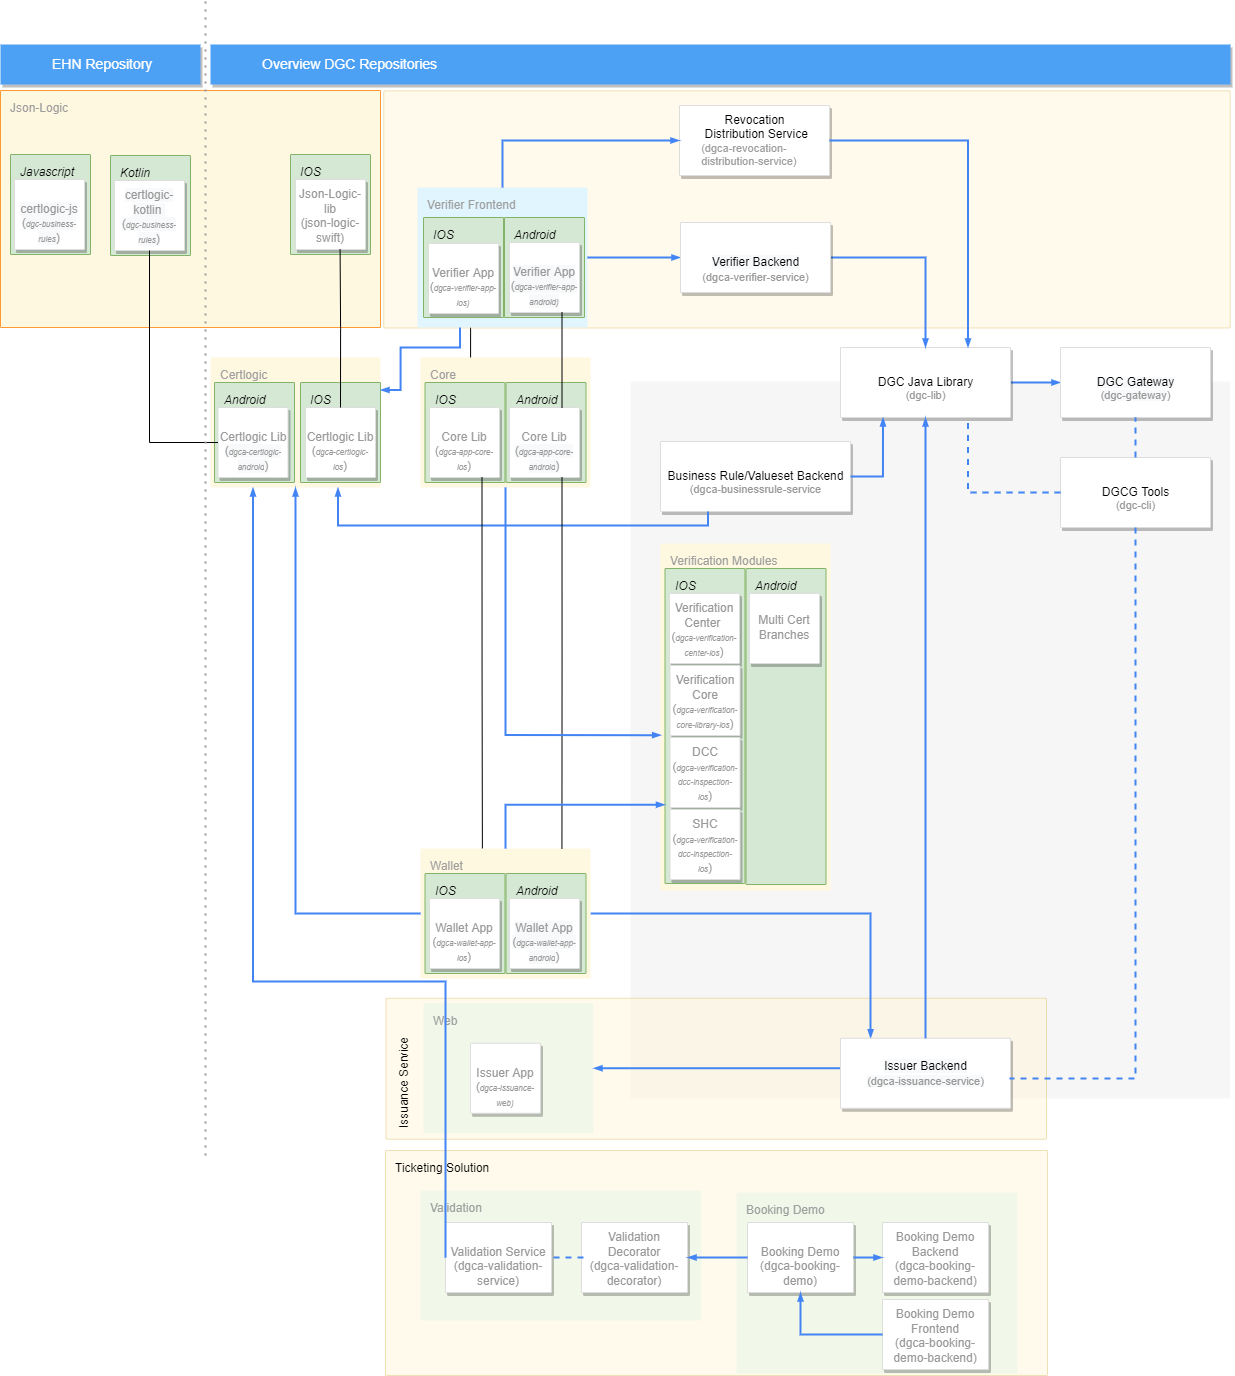 EHN Repository
Overview DGC Repositories
Json-Logic
Javascript
certlogic-js
(dgc-business-
rules)
Kotlin
certlogic-
kotlin
(dgc-business-
rules)
IOS
Json-Logic-
lib
(json-logic-
swift)
Revocation
Distribution Service
(dgca-revocation-
distribution-service)
Verifier Frontend
IOS
Verifier App
(dgca-verifier-app-
ios)
Android
Verifier App
(dgca-verifier-app-
android)
Verifier Backend
(dgca-verifier-service)
Certlogic
Android
Certlogic Lib
(dgca-certlogic-
android)
IOS
Certlogic Lib
(dgca-certlogic-
ios)
Core
IOS
Core Lib
(dgca-app-core-
ios)
Android
Core Lib
(dgca-app-core-
android)
DGC Java Library
(dgc-lib)
DGC Gateway
(dgc-gateway)
Business Rule/Valueset Backend
(dgca-businessrule-service
DGCG Tools
(dgc-cli)
Verification Modules
IOS
Verification
Center
(dgca-verification-
center-ios)
Verification
Core
(dgca-verification-
core-library-ios)
DCC
(dgca-verification-
dcc-inspection-
ios)
SHC
(dgca-verification-
dcc-inspection-
ios)
Android
Multi Cert
Branches
Wallet
IOS
Wallet App
(dgca-wallet-app-
ios)
Android
Wallet App
(dgca-wallet-app-
android)
Issuance Service
Web
Issuer App
(dgca-issuance-
web)
Issuer Backend
(dgca-issuance-service)
Ticketing Solution
Validation
Validation Service
(dgca-validation-
service)
Validation
Decorator
(dgca-validation-
decorator)
Booking Demo
Booking Demo
(dgca-booking-
demo)
Booking Demo
Backend
(dgca-booking-
demo-backend)
Booking Demo
Frontend
(dgca-booking-
demo-backend)